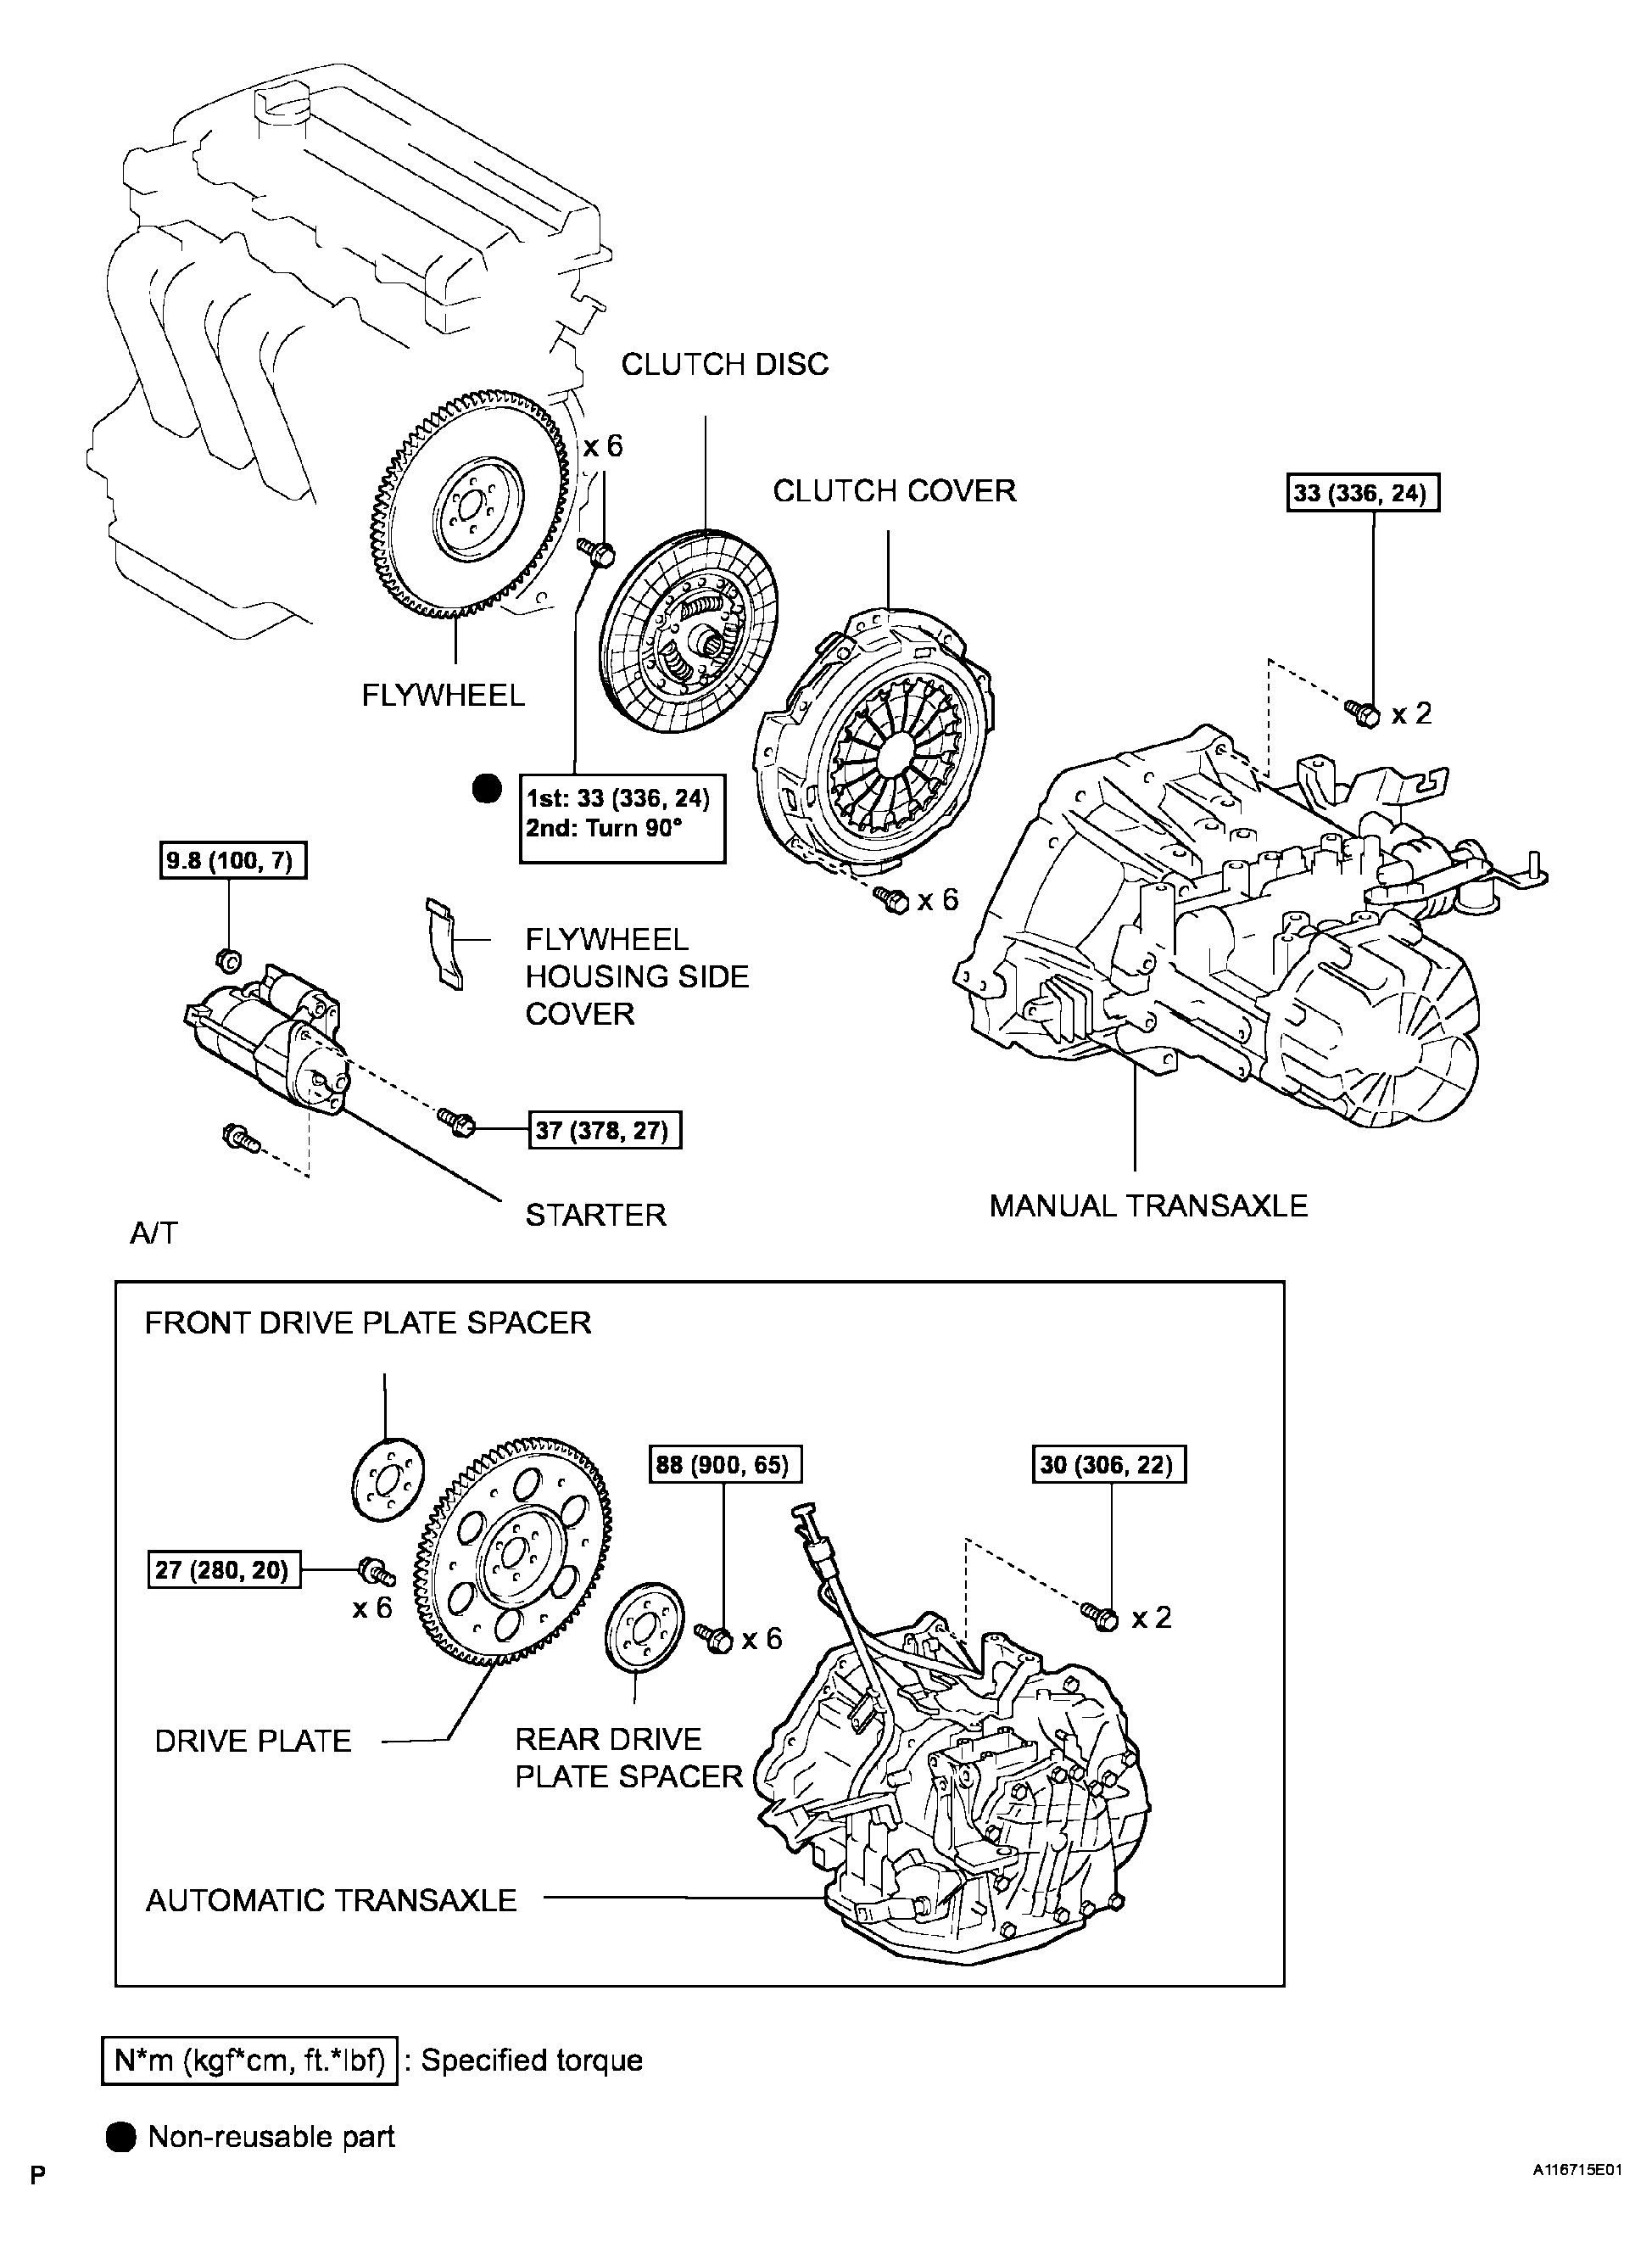 CLUTCH DISC
x 6
CLUTCH COVER
33 (336, 24)
FLYWHEEL
x 2
1st: 33 (336, 24)
2nd: Turn 90°
9.8 (100, 7)
x 6
FLYWHEEL
HOUSING SIDE
COVER
37 (378, 27)
STARTER
MANUAL TRANSAXLE
A/T
FRONT DRIVE PLATE SPACER
88 (900, 65)
30 (306, 22)
27 (280, 20)
x 6
x 6
x 2
DRIVE PLATE
REAR DRIVE
PLATE SPACER
AUTOMATIC TRANSAXLE
N*m (kgf*cm, ft.*lbf) : Specified torque
Non-reusable part
P
A116715E01